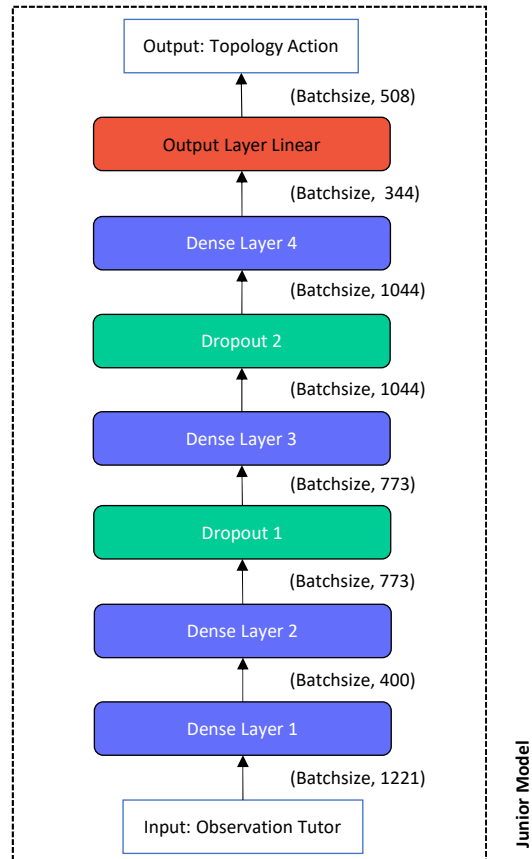 Output: Topology Action
(Batchsize, 508)
Output Layer Linear
(Batchsize, 344)
Dense Layer 4
(Batchsize, 1044)
Dropout 2
(Batchsize, 1044)
Dense Layer 3
(Batchsize, 773)
Dropout 1
(Batchsize, 773)
Dense Layer 2
(Batchsize, 400)
Dense Layer 1
(Batchsize, 1221)
Input: Observation Tutor
Junior Model